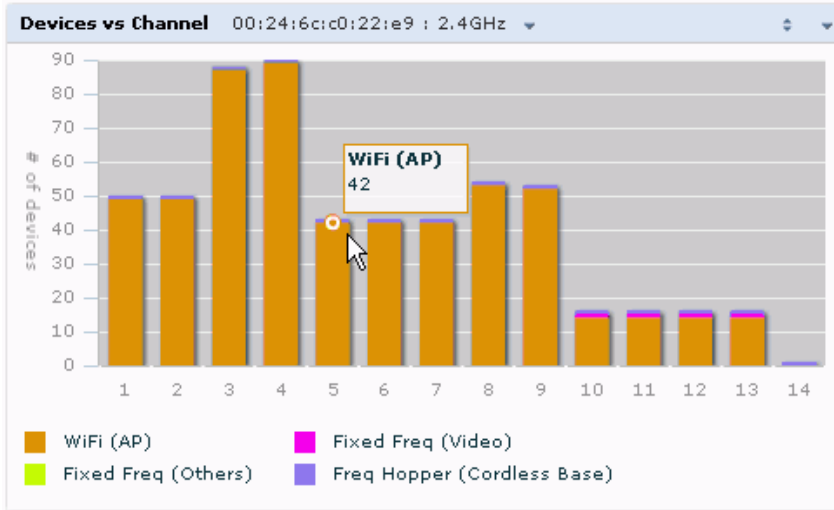 Devices vs Channel 00:24:6c:c0:22:e9 : 2.4GHz
90
80
70
60
50
40
30
20
10
0
# of devices
WiFi (AP)
42
1 2 3 4 5 6 7 8 9 10 11 12 13 14
WiFi (AP) Fixed Freq (Video)
Fixed Freq (Others) Freq Hopper (Cordless Base)